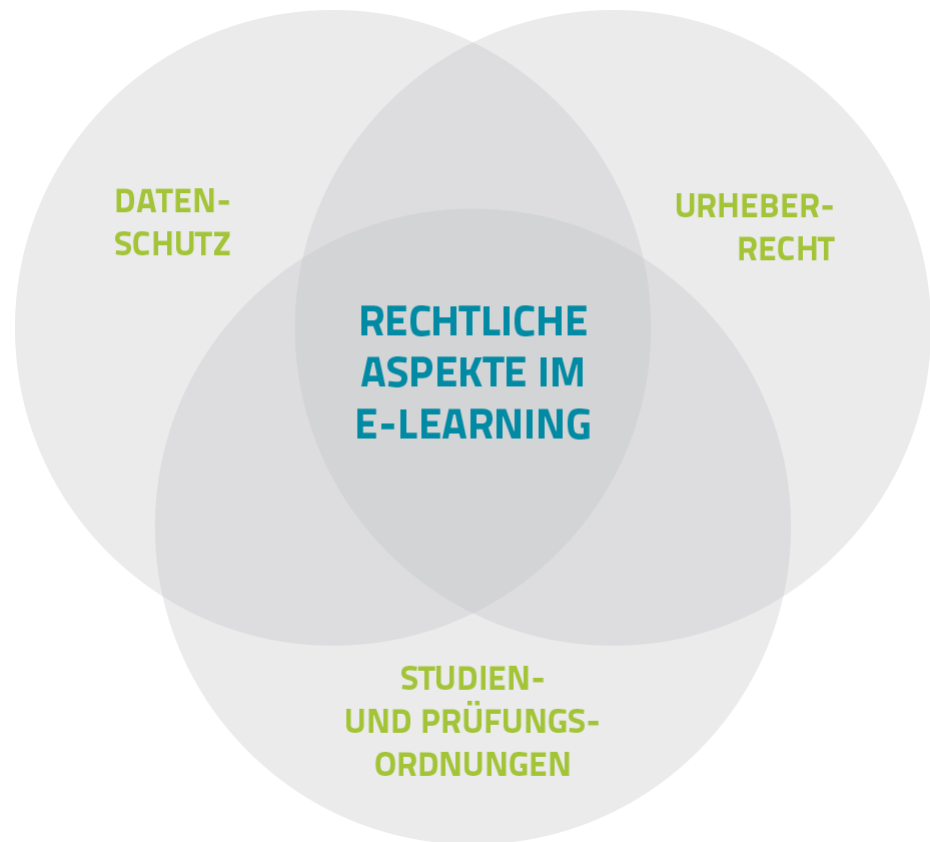 DATEN-
SCHUTZ
URHEBER-
RECHT
RECHTLICHE
ASPEKTE IM
E-LEARNING
STUDIEN-
UND PRÜFUNGS-
ORDNUNGEN